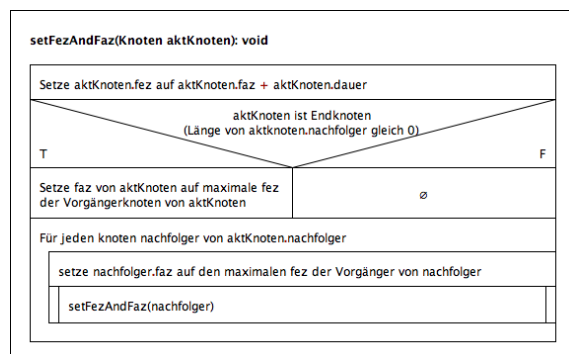 setFezAndFaz(Knoten aktKnoten): void
Setze aktKnoten.fez auf aktKnoten.faz + aktKnoten.dauer
aktKnoten ist Endknoten
(Länge von aktknoten.nachfolger gleich 0)
T
F
Setze faz von aktKnoten auf maximale fez
der Vorgängerknoten von aktKnoten
∅
Für jeden knoten nachfolger von aktKnoten.nachfolger
setze nachfolger.faz auf den maximalen fez der Vorgänger von nachfolger
setFezAndFaz(nachfolger)